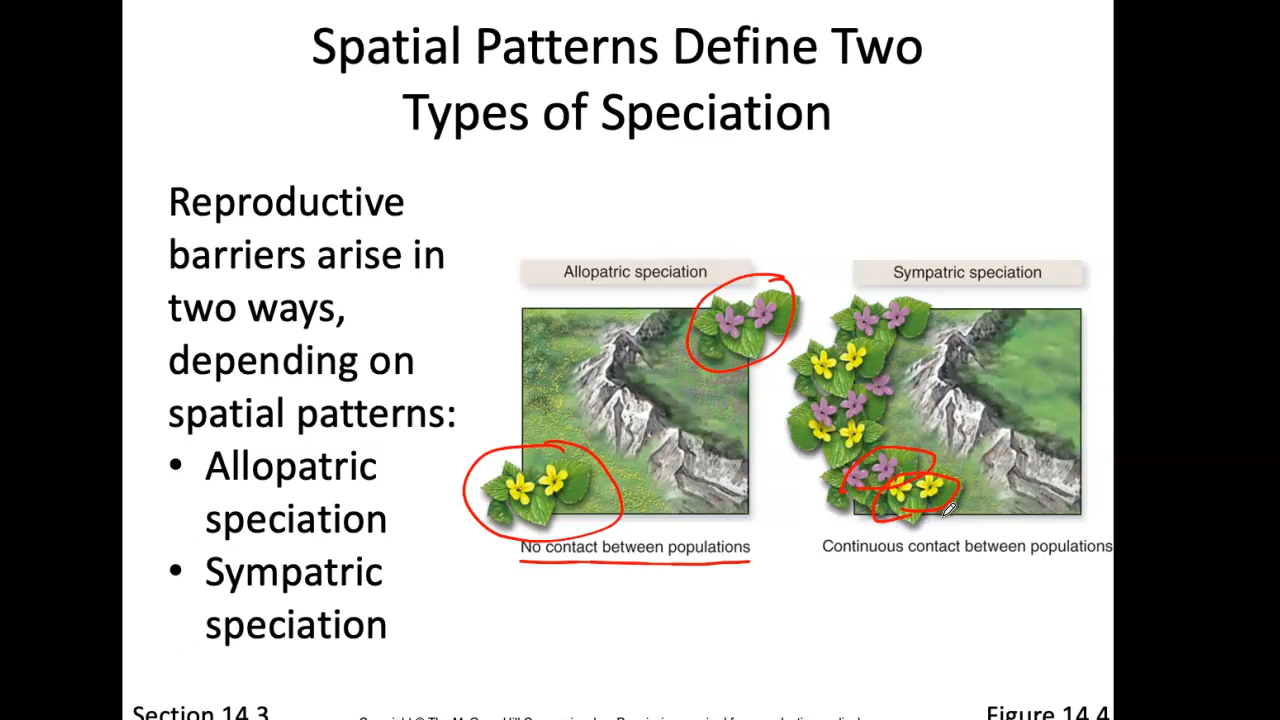 Spatial Patterns Define Two
Types of Speciation
Reproductive
barriers arise in
two ways,
depending on
spatial patterns:
• Allopatric
speciation
• Sympatric
speciation
Allopatric speciation
No contact between populations
Sympatric speciation
Continuous contact between populations
Section 14.3
Figure 14.4